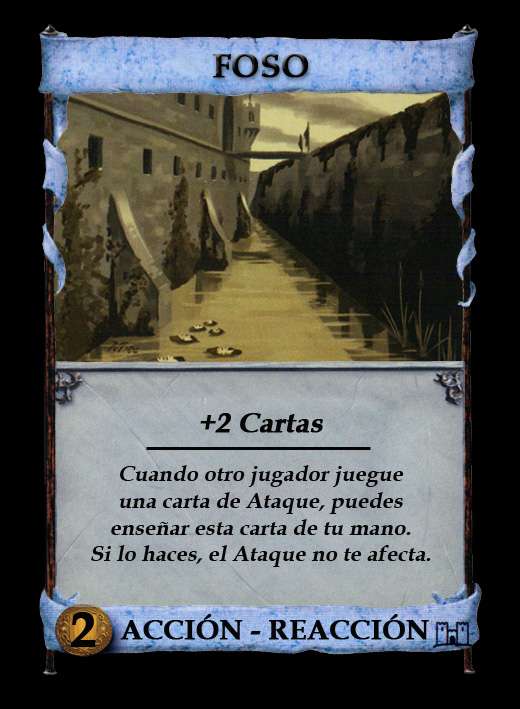 FOSO
+2 Cartas
Cuando otro jugador juegue
una carta de Ataque, puedes
enseñar esta carta de tu mano.
Si lo haces, el Ataque no te afecta.
2 ACCIÓN - REACCIÓN